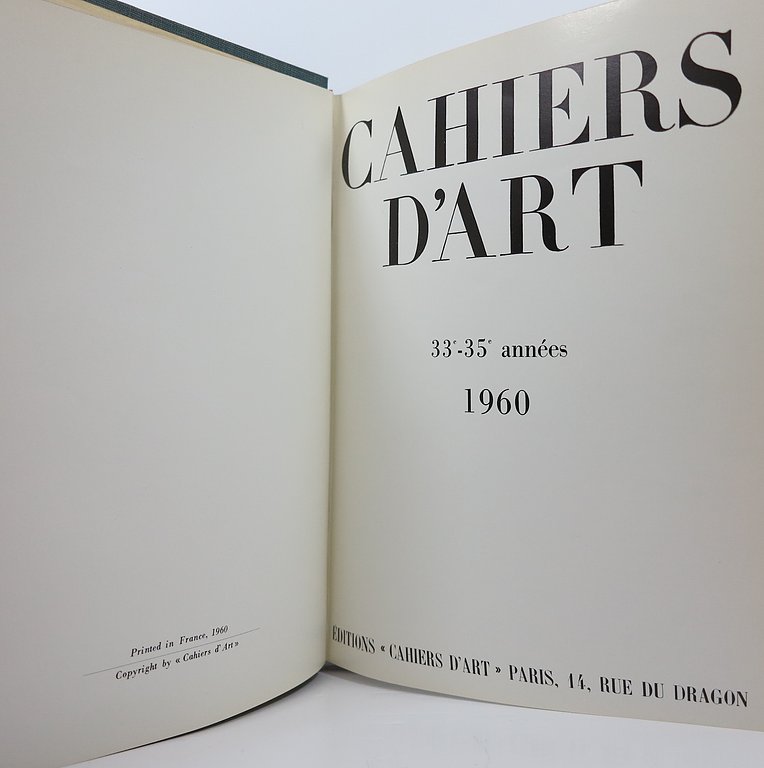 Printed in France, 1960
Copyright by « Cahiers d'Art »
CAHIERS
D'ART
33e-35e années
1960
ÉDITIONS « CAHIERS D'ART » PARIS, 14, RUE DU DRAGON